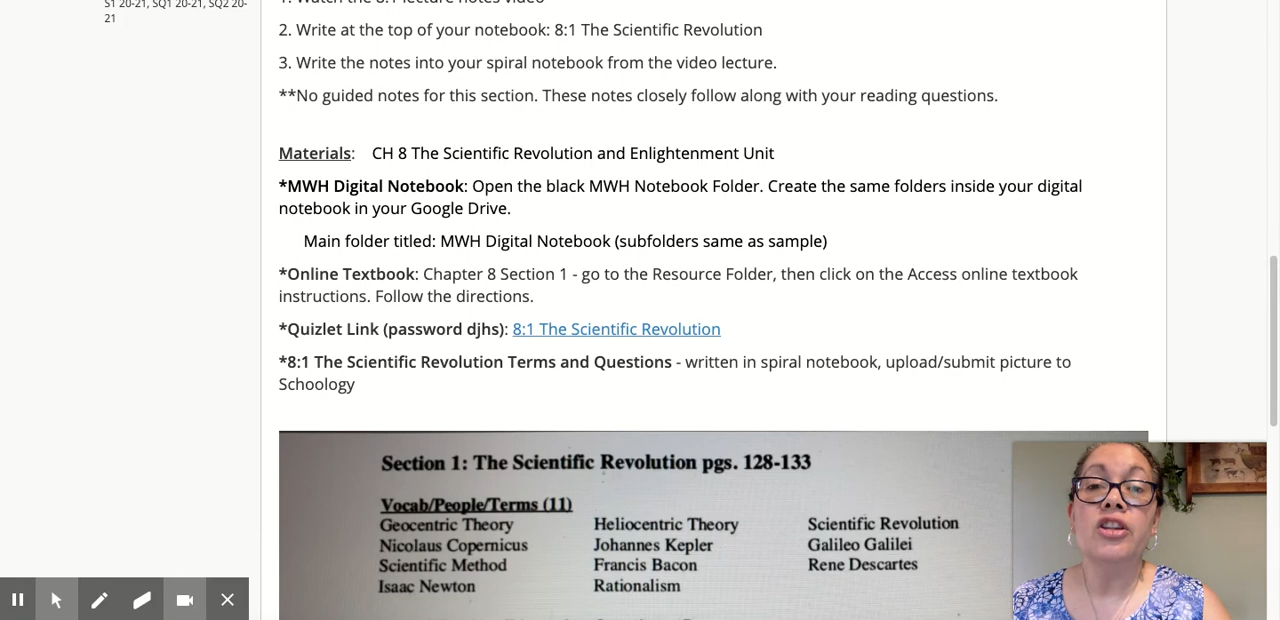 S1 20-21, SQ1 20-21, SQ2 20-
21
1. Watch the 8:1 lecture notes video
2. Write at the top of your notebook: 8:1 The Scientific Revolution
3. Write the notes into your spiral notebook from the video lecture.
**No guided notes for this section. These notes closely follow along with your reading questions.
Materials: CH 8 The Scientific Revolution and Enlightenment Unit
*MWH Digital Notebook: Open the black MWH Notebook Folder. Create the same folders inside your digital
notebook in your Google Drive.
Main folder titled: MWH Digital Notebook (subfolders same as sample)
*Online Textbook: Chapter 8 Section 1 - go to the Resource Folder, then click on the Access online textbook
instructions. Follow the directions.
*Quizlet Link (password djhs): 8:1 The Scientific Revolution
*8:1 The Scientific Revolution Terms and Questions - written in spiral notebook, upload/submit picture to
Schoology
Section 1: The Scientific Revolution pgs. 128-133
Vocab/People/Terms (11)
Geocentric Theory Heliocentric Theory Scientific Revolution
Nicolaus Copernicus Johannes Kepler Galileo Galilei
Scientific Method Francis Bacon Rene Descartes
Isaac Newton Rationalism